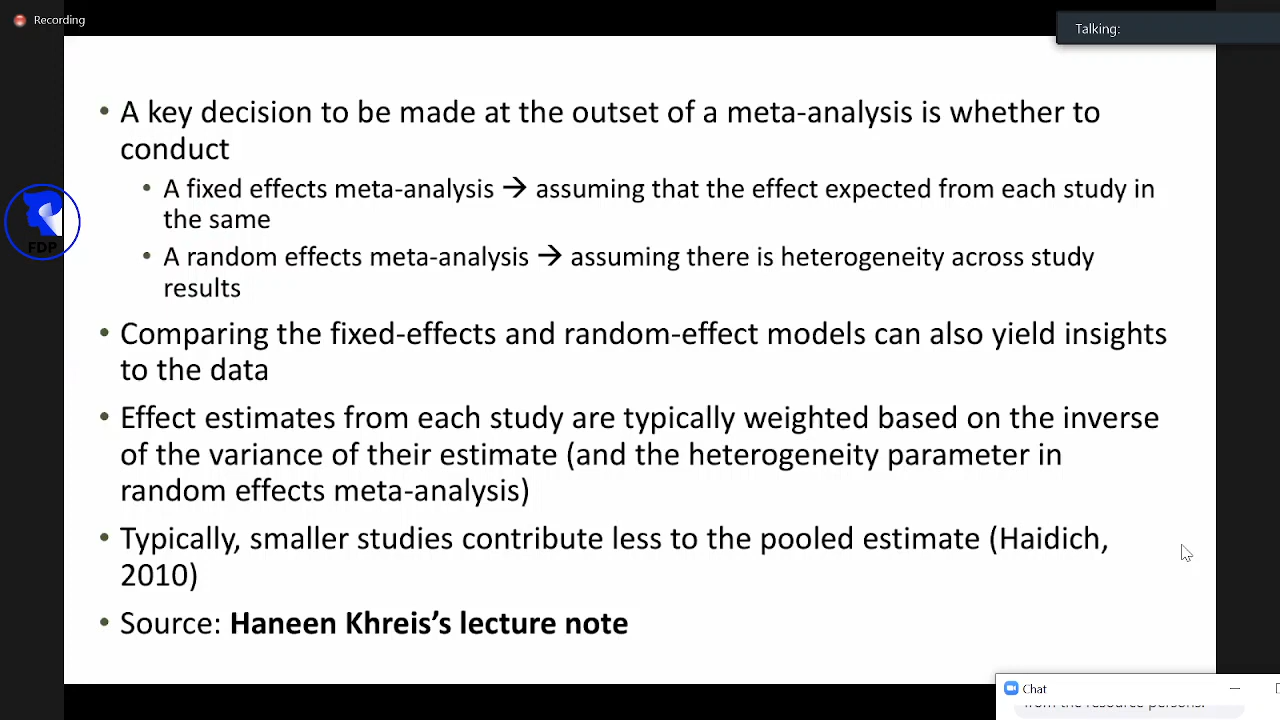 Recording
Talking:
• A key decision to be made at the outset of a meta-analysis is whether to
conduct
• A fixed effects meta-analysis → assuming that the effect expected from each study in
the same
• A random effects meta-analysis → assuming there is heterogeneity across study
results
• Comparing the fixed-effects and random-effect models can also yield insights
to the data
• Effect estimates from each study are typically weighted based on the inverse
of the variance of their estimate (and the heterogeneity parameter in
random effects meta-analysis)
• Typically, smaller studies contribute less to the pooled estimate (Haidich,
2010)
• Source: Haneen Khreis’s lecture note
FDP
Chat
from the resource persons.